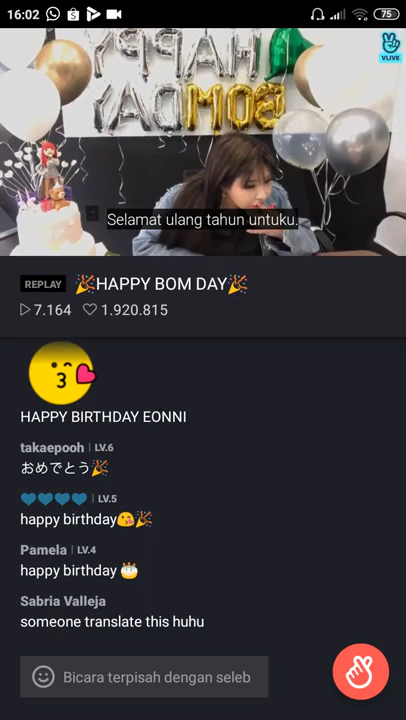 16:02
75
HAPPY
BOM
DAY
VLIVE
Selamat ulang tahun untuku.
REPLAY 🎉HAPPY BOM DAY🎉
7.164 1.920.815
HAPPY BIRTHDAY EONNI
takaepooh | LV.6
おめでとう🎉
💙💙💙💙 | LV.5
happy birthday😘🎉
Pamela | LV.4
happy birthday 🎂
Sabria Valleja
someone translate this huhu
Bicara terpisah dengan seleb